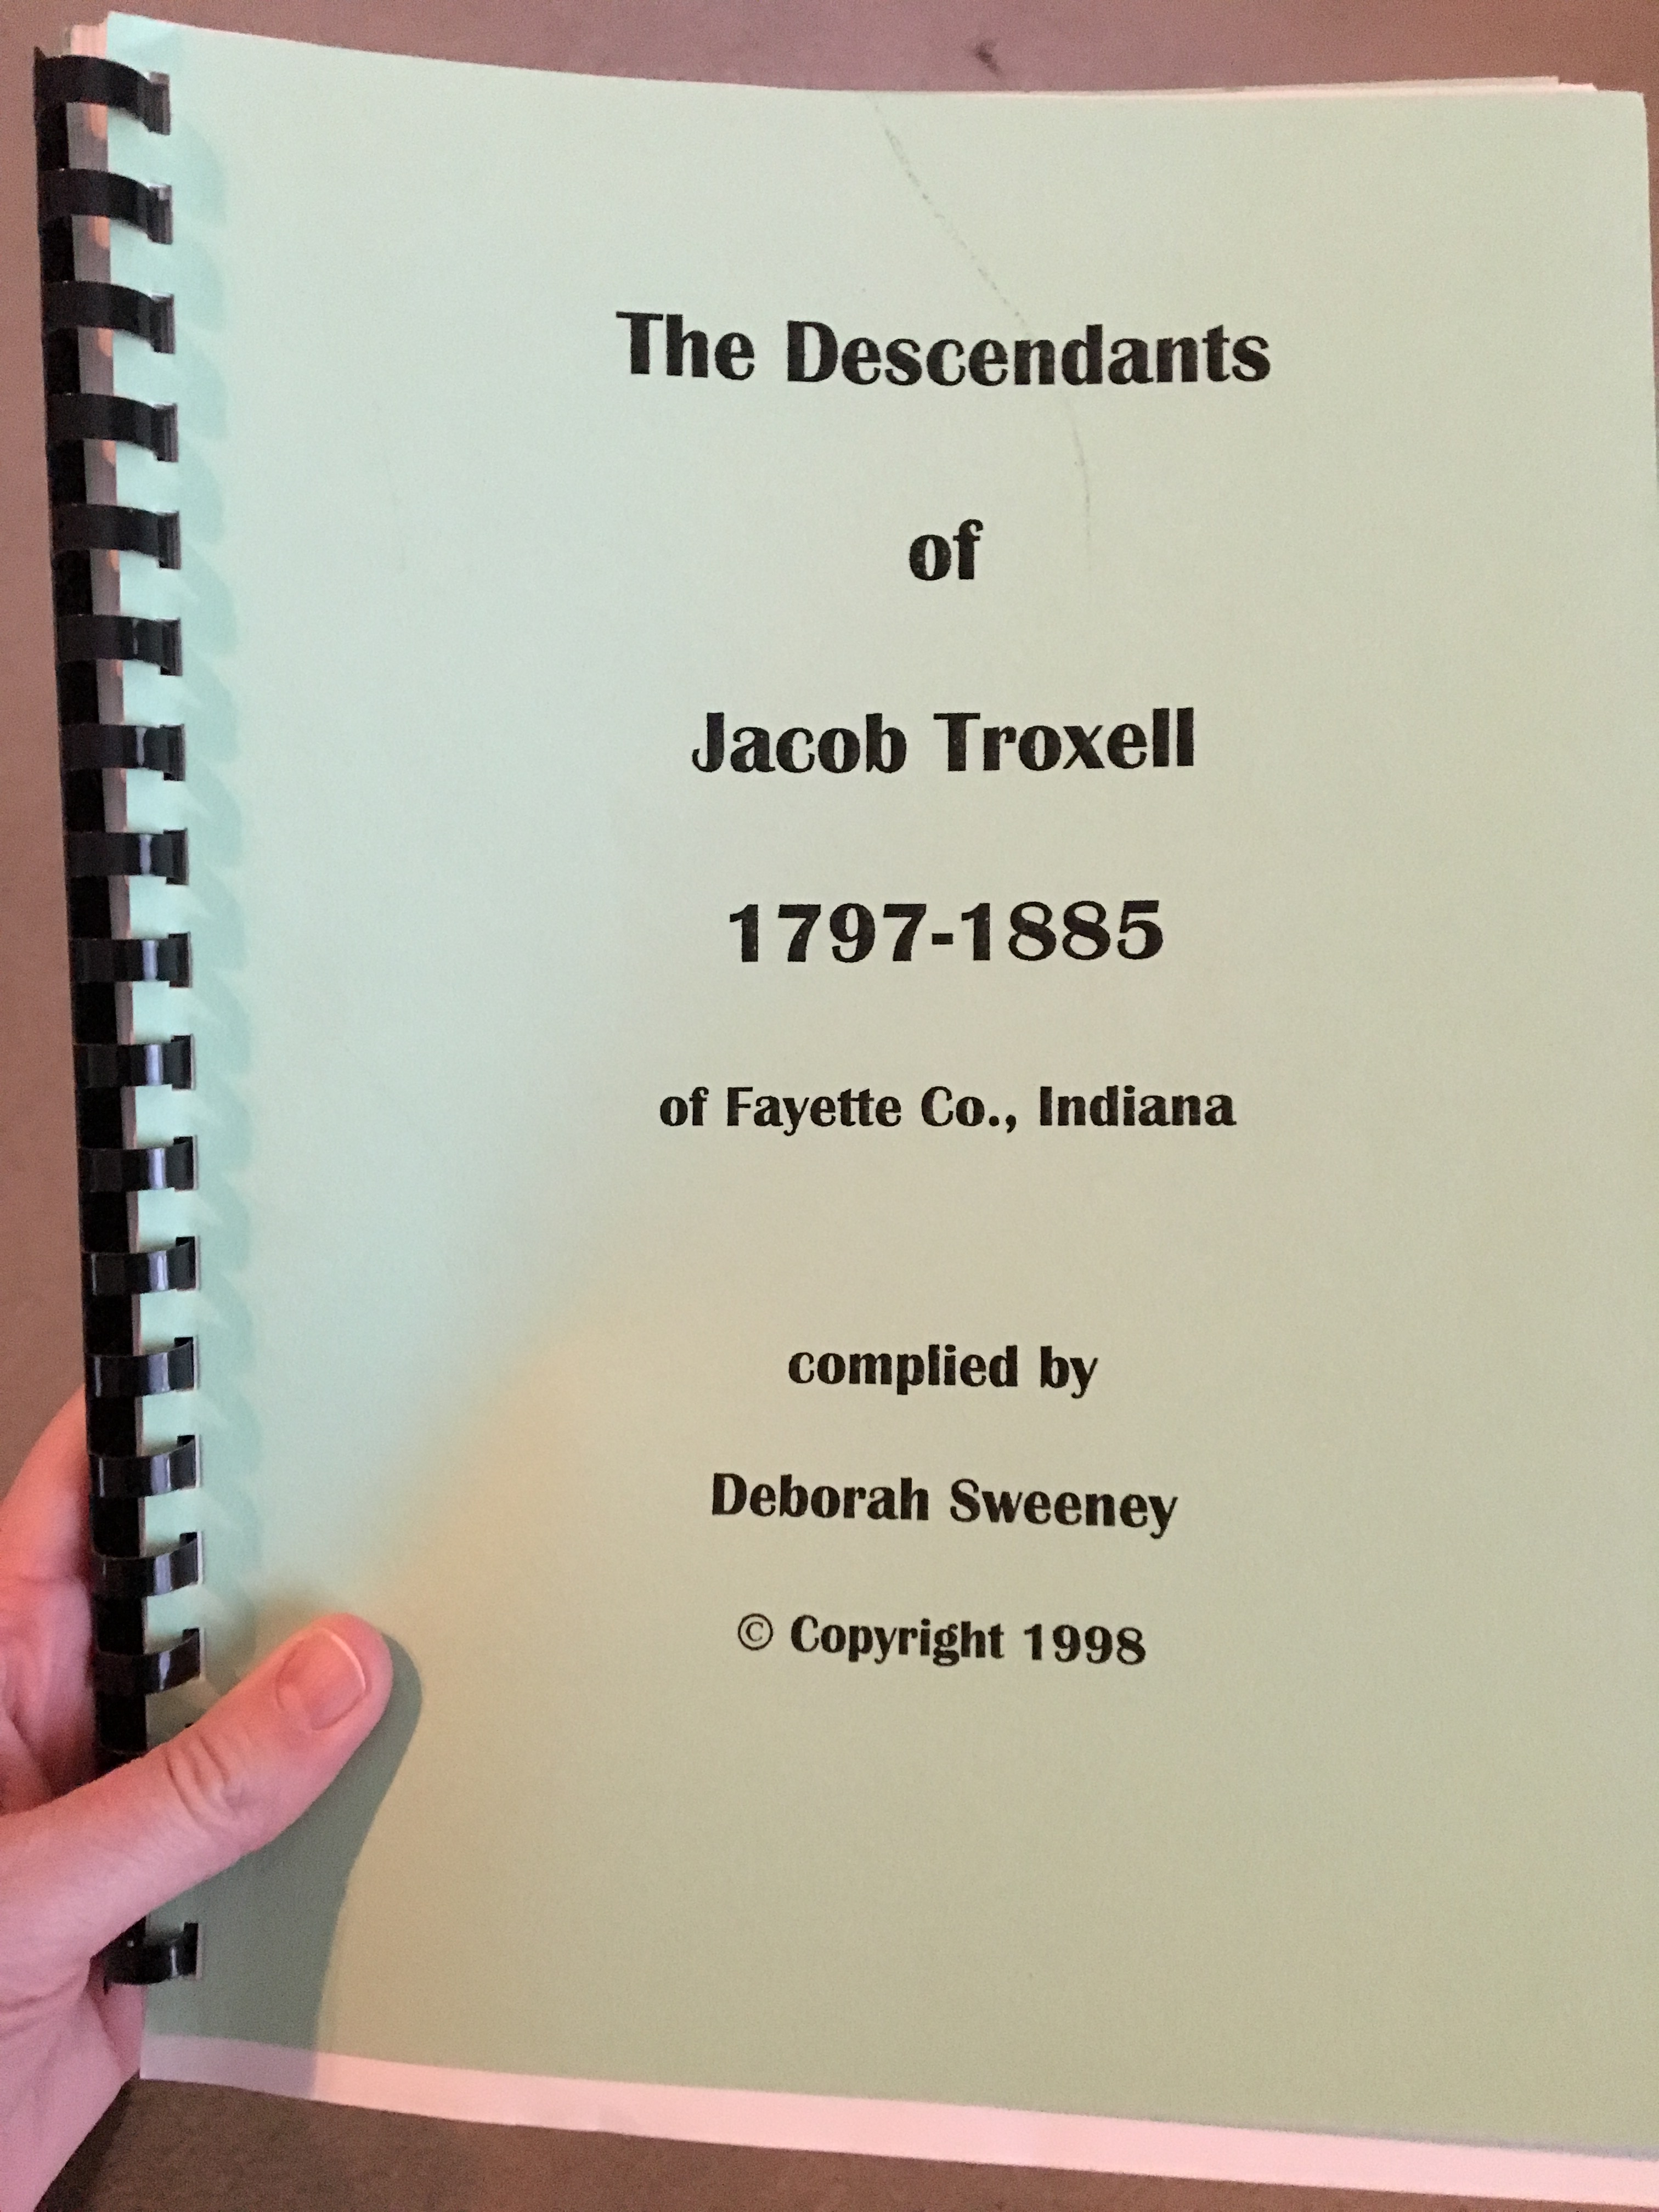 The Descendants
of
Jacob Troxell
1797-1885
of Fayette Co., Indiana
complied by
Deborah Sweeney
© Copyright 1998